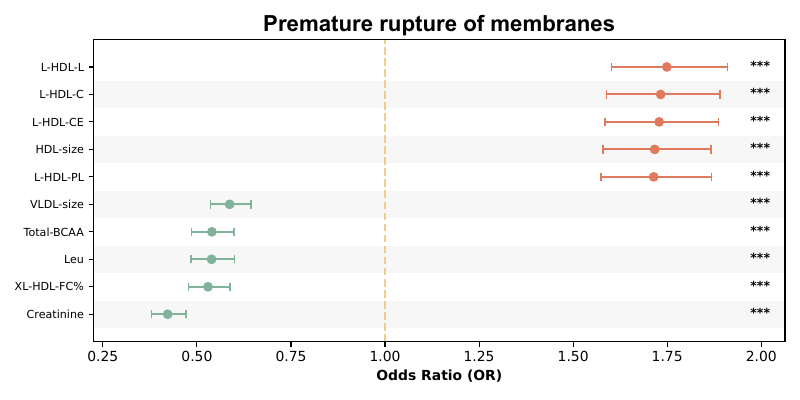 Premature rupture of membranes
L-HDL-L ***
L-HDL-C ***
L-HDL-CE ***
HDL-size ***
L-HDL-PL ***
VLDL-size ***
Total-BCAA ***
Leu ***
XL-HDL-FC% ***
Creatinine ***
0.25 0.50 0.75 1.00 1.25 1.50 1.75 2.00
Odds Ratio (OR)